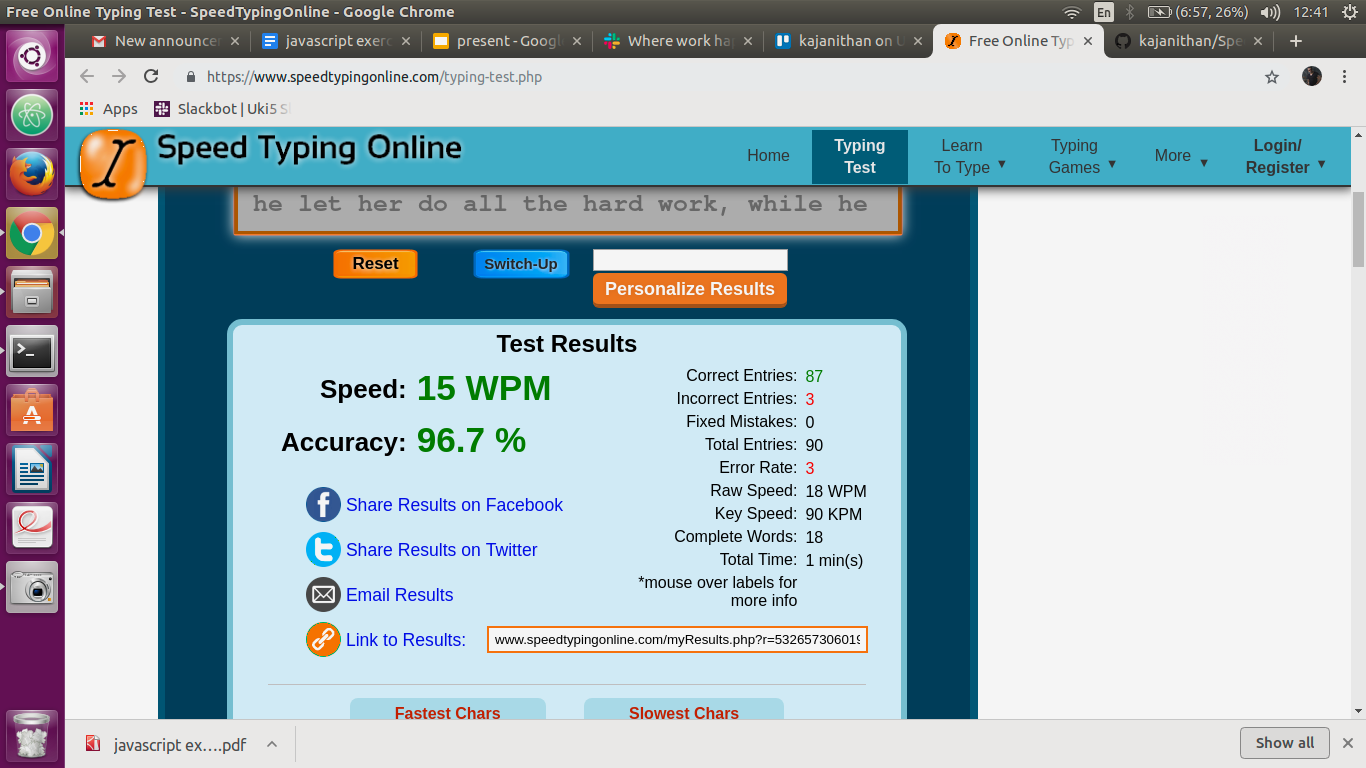 Free Online Typing Test - SpeedTypingOnline - Google Chrome
En (6:57, 26%) 12:41
New announcer javascript exerc present - Googl Where work ha kajanithan on U Free Online Typ kajanithan/Spe
https://www.speedtypingonline.com/typing-test.php
Apps Slackbot | Uki5 S
Speed Typing Online
Home
Typing Test
Learn To Type ▼
Typing Games ▼
More ▼
Login/ Register ▼
he let her do all the hard work, while he
Reset Switch-Up
Personalize Results
Test Results
Speed: 15 WPM
Accuracy: 96.7 %
Share Results on Facebook
Share Results on Twitter
Email Results
Link to Results: www.speedtypingonline.com/myResults.php?r=532657306019
Correct Entries: 87
Incorrect Entries: 3
Fixed Mistakes: 0
Total Entries: 90
Error Rate: 3
Raw Speed: 18 WPM
Key Speed: 90 KPM
Complete Words: 18
Total Time: 1 min(s)
*mouse over labels for
more info
Fastest Chars Slowest Chars
javascript ex….pdf Show all